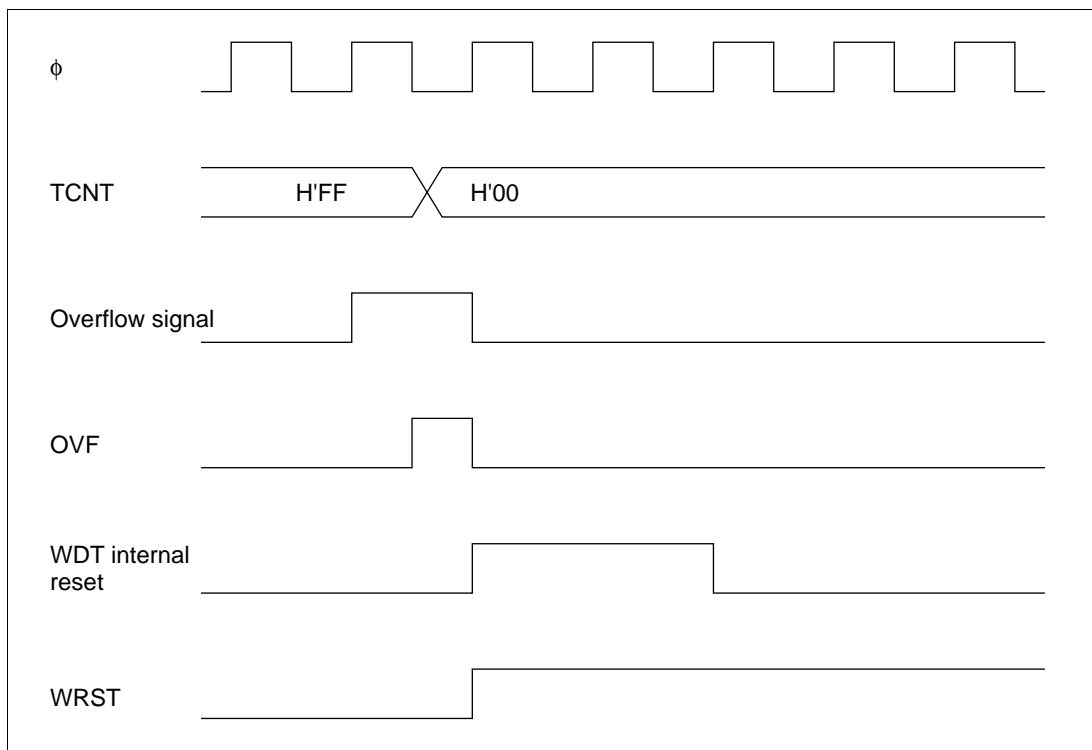 ϕ
TCNT H'FF H'00
Overflow signal
OVF
WDT internal
reset
WRST